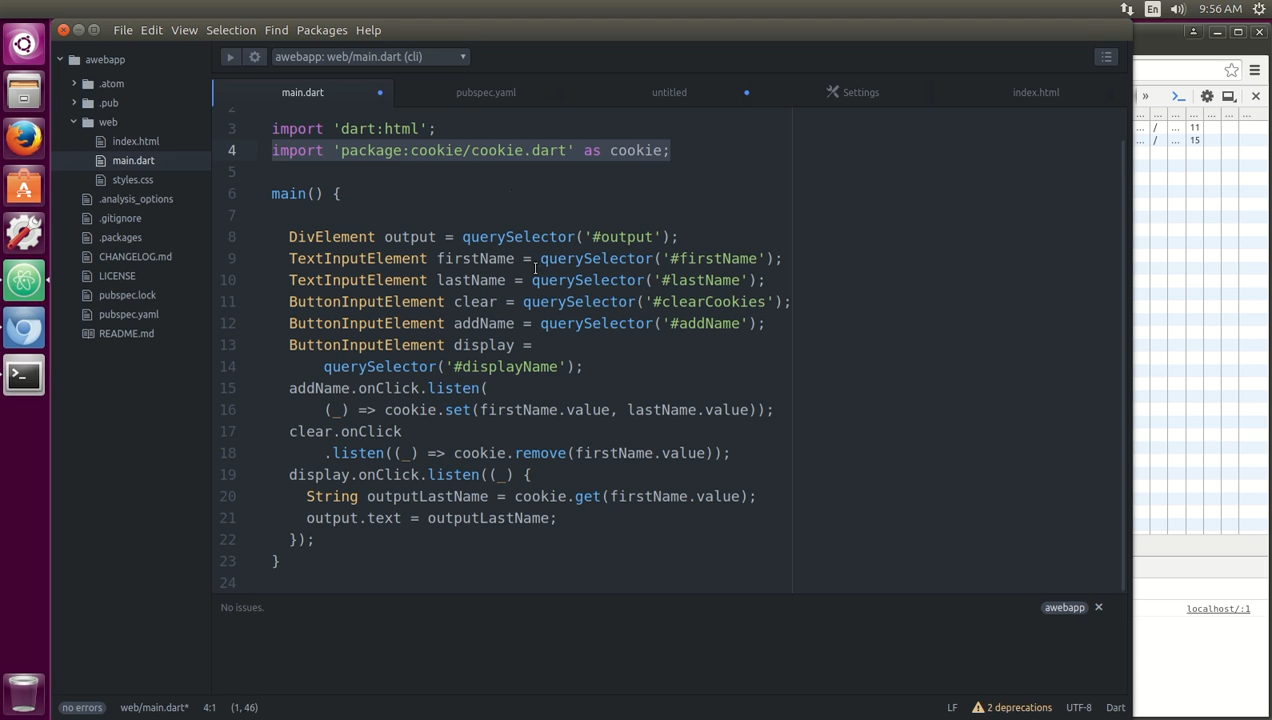 En
9:56 AM
File Edit View Selection Find Packages Help
awebapp
.atom
.pub
web
index.html
main.dart
styles.css
.analysis_options
.gitignore
.packages
CHANGELOG.md
LICENSE
pubspec.lock
pubspec.yaml
README.md
awebapp: web/main.dart (cli)
main.dart
pubspec.yaml
untitled
Settings
index.html
2
3 import 'dart:html';
4 import 'package:cookie/cookie.dart' as cookie;
5
6 main() {
7
8 DivElement output = querySelector('#output');
9 TextInputElement firstName = querySelector('#firstName');
10 TextInputElement lastName = querySelector('#lastName');
11 ButtonInputElement clear = querySelector('#clearCookies');
12 ButtonInputElement addName = querySelector('#addName');
13 ButtonInputElement display =
14 querySelector('#displayName');
15 addName.onClick.listen(
16 (_) => cookie.set(firstName.value, lastName.value));
17 clear.onClick
18 .listen((_) => cookie.remove(firstName.value));
19 display.onClick.listen((_) {
20 String outputLastName = cookie.get(firstName.value);
21 output.text = outputLastName;
22 });
23 }
24
No issues.
awebapp
no errors web/main.dart* 4:1 (1, 46)
LF 2 deprecations UTF-8 Dart
»
... ... ... ... ... ...
/ ... 11
/ ... 15
localhost/:1